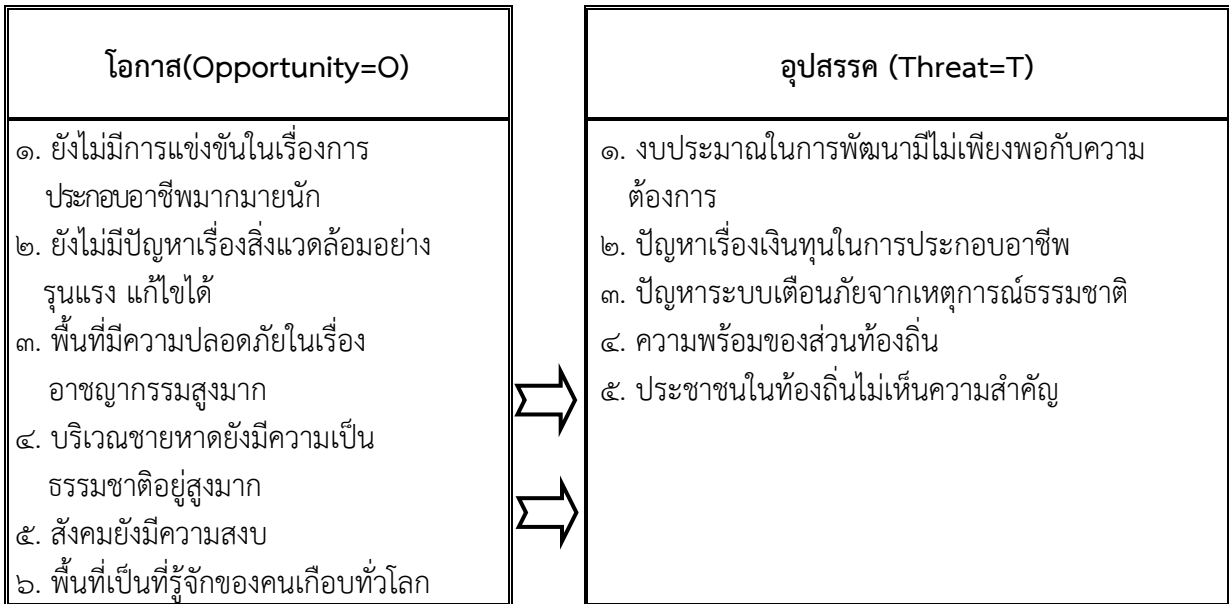 โอกาส(Opportunity=O)
๑. ยังไม่มีการแข่งขันในเรื่องการ
ประกอบอาชีพมากมายนัก
๒. ยังไม่มีปัญหาเรื่องสิ่งแวดล้อมอย่าง
รุนแรง แก้ไขได้
๓. พื้นที่มีความปลอดภัยในเรื่อง
อาชญากรรมสูงมาก
๔. บริเวณชายหาดยังมีความเป็น
ธรรมชาติอยู่สูงมาก
๕. สังคมยังมีความสงบ
๖. พื้นที่เป็นที่รู้จักของคนเกือบทั่วโลก
อุปสรรค (Threat=T)
๑. งบประมาณในการพัฒนามีไม่เพียงพอกับความ
ต้องการ
๒. ปัญหาเรื่องเงินทุนในการประกอบอาชีพ
๓. ปัญหาระบบเตือนภัยจากเหตุการณ์ธรรมชาติ
๔. ความพร้อมของส่วนท้องถิ่น
๕. ประชาชนในท้องถิ่นไม่เห็นความสำคัญ